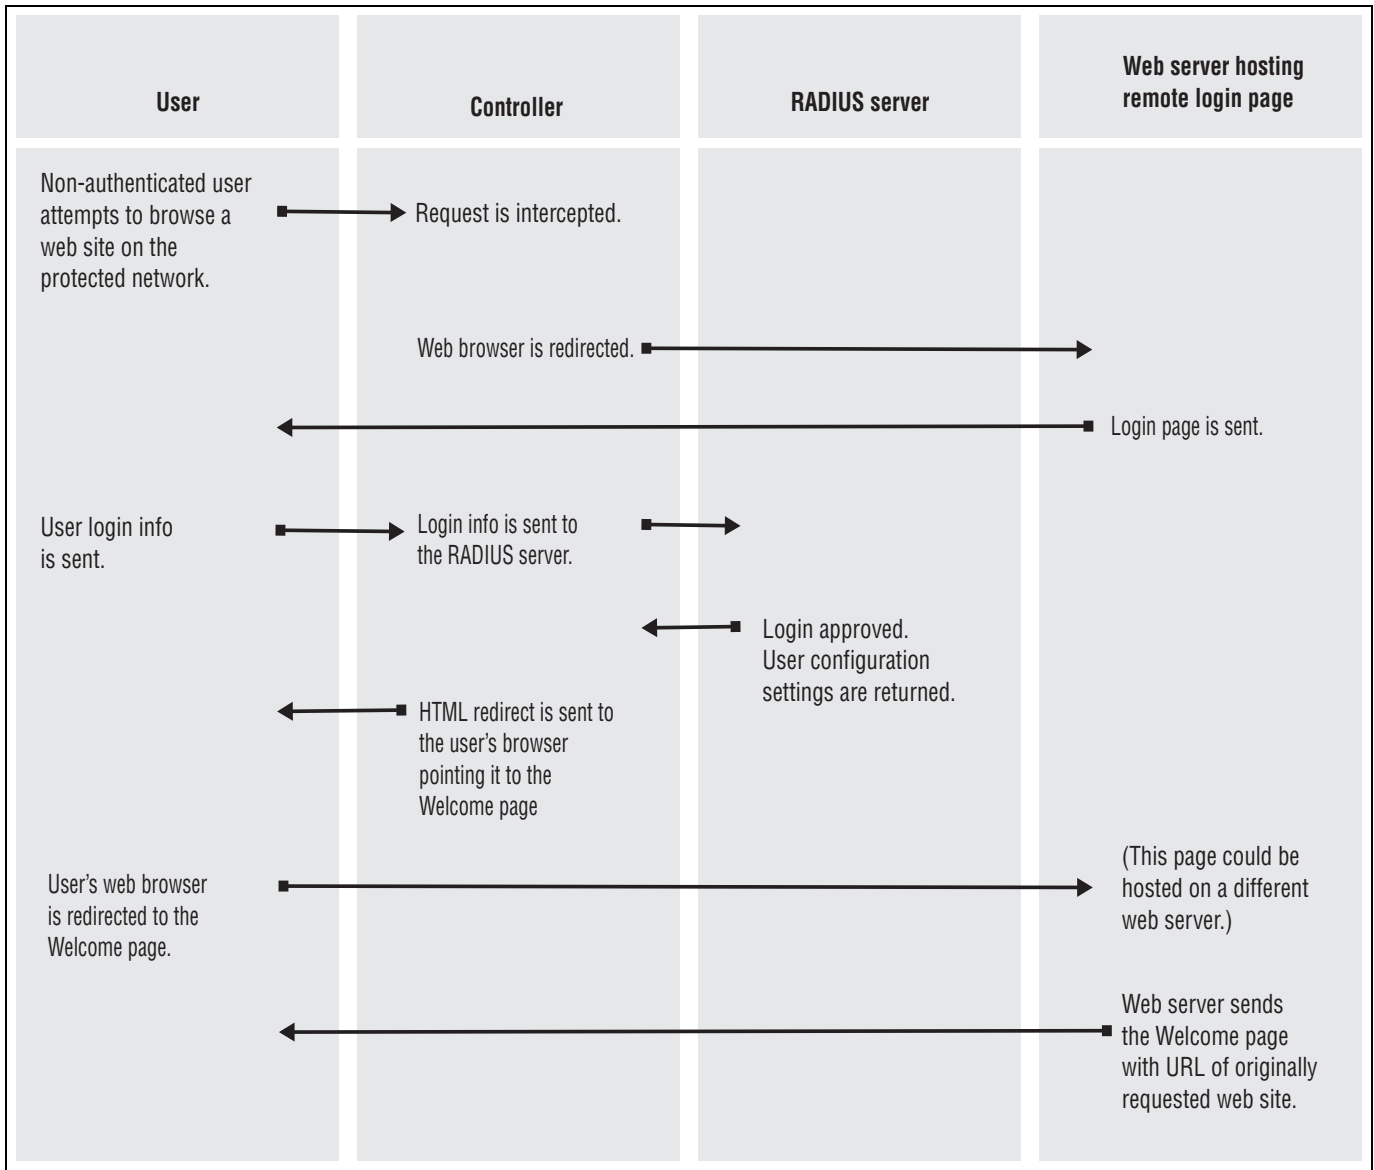 User
Controller
RADIUS server
Web server hosting
remote login page
Non-authenticated user
attempts to browse a
web site on the
protected network.
Request is intercepted.
Web browser is redirected.
Login page is sent.
User login info
is sent.
Login info is sent to
the RADIUS server.
Login approved.
User configuration
settings are returned.
HTML redirect is sent to
the user’s browser
pointing it to the
Welcome page
User’s web browser
is redirected to the
Welcome page.
(This page could be
hosted on a different
web server.)
Web server sends
the Welcome page
with URL of originally
requested web site.